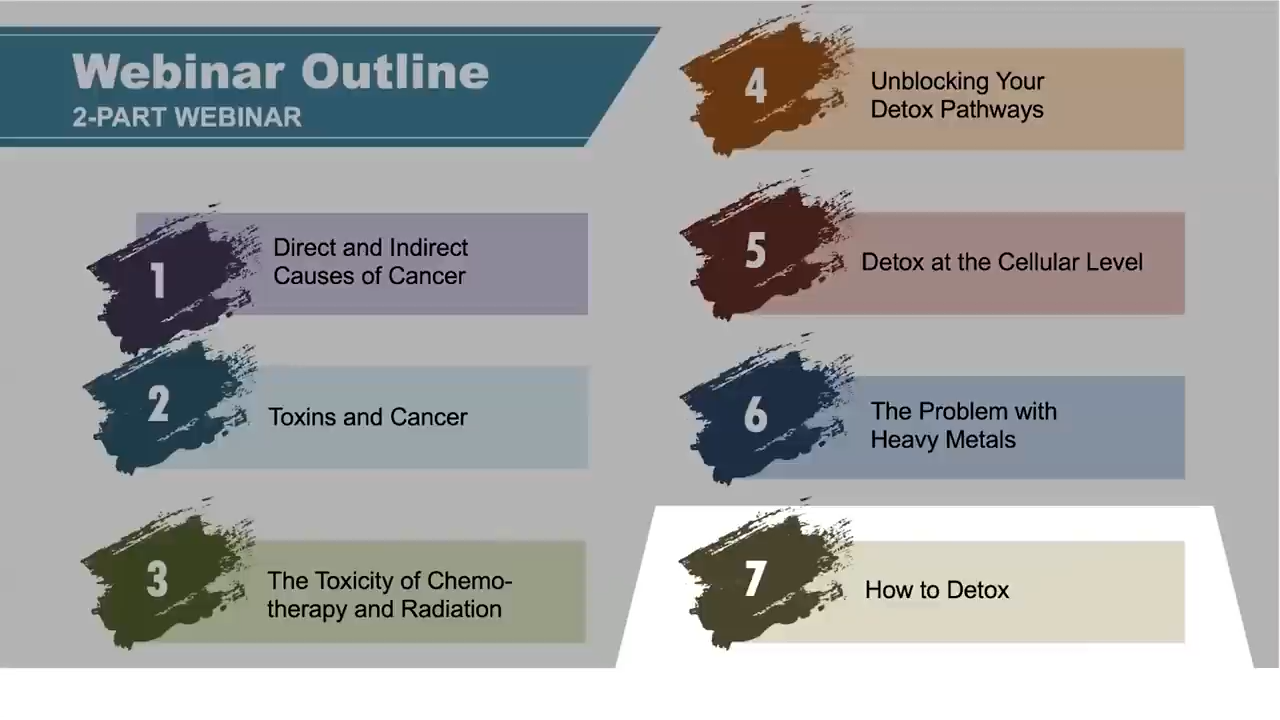 Webinar Outline
2-PART WEBINAR
1
Direct and Indirect
Causes of Cancer
2
Toxins and Cancer
3
The Toxicity of Chemo-
therapy and Radiation
4
Unblocking Your
Detox Pathways
5
Detox at the Cellular Level
6
The Problem with
Heavy Metals
7
How to Detox